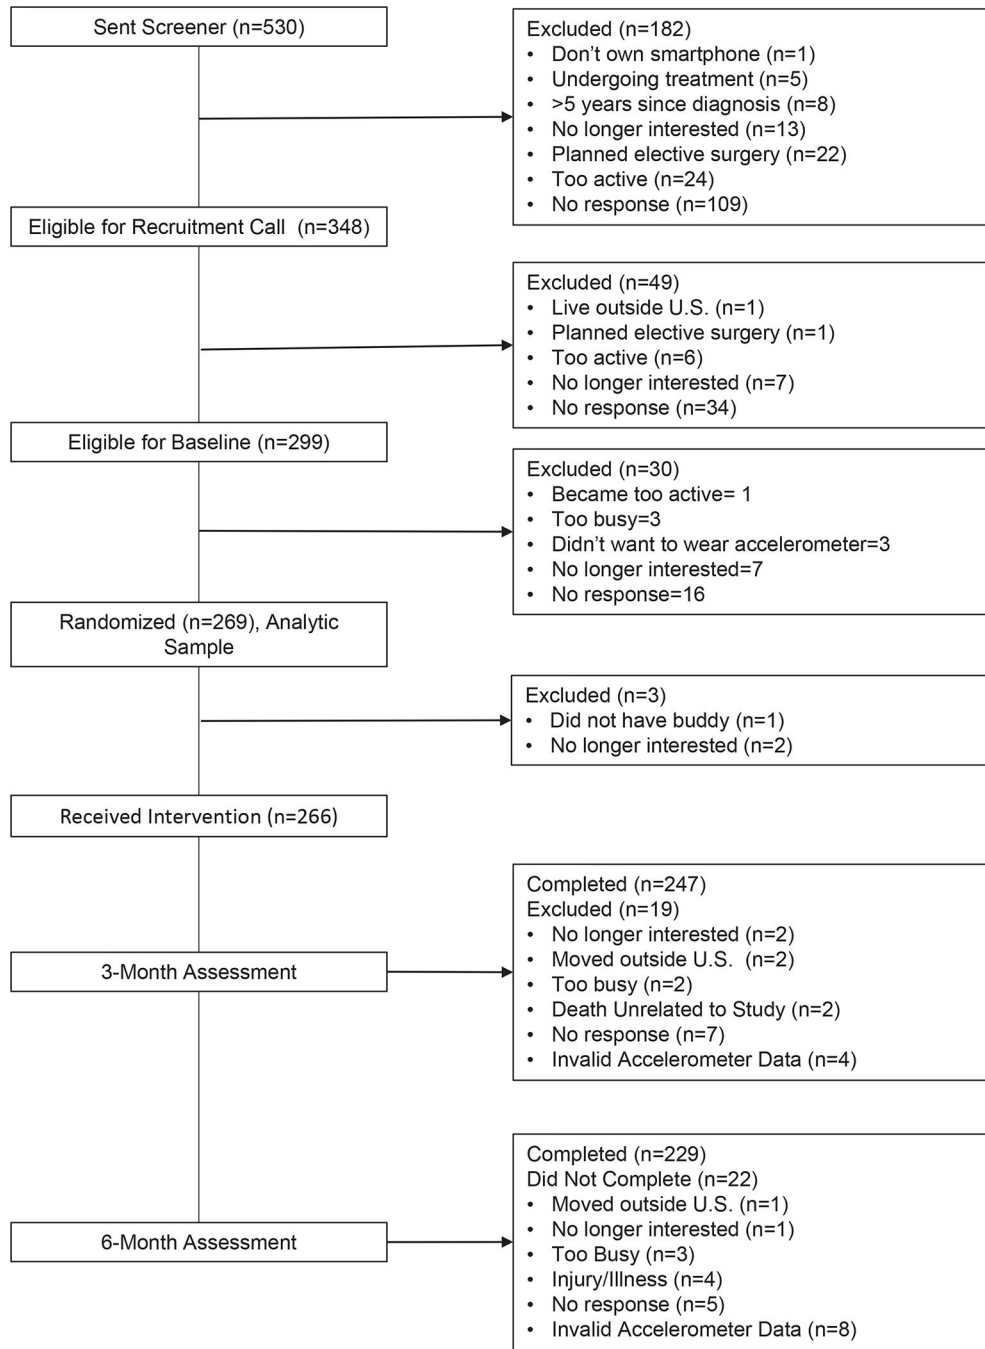 Sent Screener (n=530)
Excluded (n=182)
• Don't own smartphone (n=1)
• Undergoing treatment (n=5)
• >5 years since diagnosis (n=8)
• No longer interested (n=13)
• Planned elective surgery (n=22)
• Too active (n=24)
• No response (n=109)
Eligible for Recruitment Call (n=348)
Excluded (n=49)
• Live outside U.S. (n=1)
• Planned elective surgery (n=1)
• Too active (n=6)
• No longer interested (n=7)
• No response (n=34)
Eligible for Baseline (n=299)
Excluded (n=30)
• Became too active= 1
• Too busy=3
• Didn't want to wear accelerometer=3
• No longer interested=7
• No response=16
Randomized (n=269), Analytic
Sample
Excluded (n=3)
• Did not have buddy (n=1)
• No longer interested (n=2)
Received Intervention (n=266)
Completed (n=247)
Excluded (n=19)
• No longer interested (n=2)
• Moved outside U.S. (n=2)
• Too busy (n=2)
• Death Unrelated to Study (n=2)
• No response (n=7)
• Invalid Accelerometer Data (n=4)
3-Month Assessment
Completed (n=229)
Did Not Complete (n=22)
• Moved outside U.S. (n=1)
• No longer interested (n=1)
• Too Busy (n=3)
• Injury/Illness (n=4)
• No response (n=5)
• Invalid Accelerometer Data (n=8)
6-Month Assessment